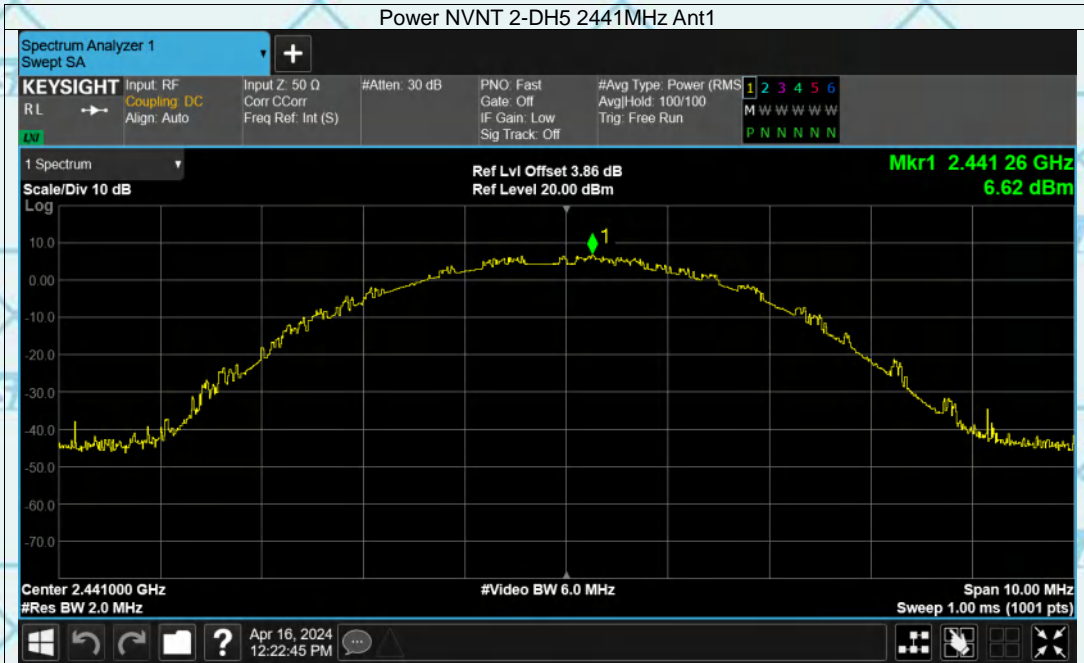 Power NVNT 2-DH5 2441MHz Ant1
Spectrum Analyzer 1
Swept SA
+
KEYSIGHT
RL
LXI
Input: RF
Coupling: DC
Align: Auto
Input Z: 50 Ω
Corr CCorr
Freq Ref: Int (S)
#Atten: 30 dB
PNO: Fast
Gate: Off
IF Gain: Low
Sig Track: Off
#Avg Type: Power (RMS
Avg|Hold: 100/100
Trig: Free Run
1 2 3 4 5 6
M W W W W W
P N N N N N
1 Spectrum
Scale/Div 10 dB
Log
Ref Lvl Offset 3.86 dB
Ref Level 20.00 dBm
Mkr1 2.441 26 GHz
6.62 dBm
1
10.0
0.00
-10.0
-20.0
-30.0
-40.0
-50.0
-60.0
-70.0
Center 2.441000 GHz
#Res BW 2.0 MHz
#Video BW 6.0 MHz
Span 10.00 MHz
Sweep 1.00 ms (1001 pts)
?
Apr 16, 2024
12:22:45 PM